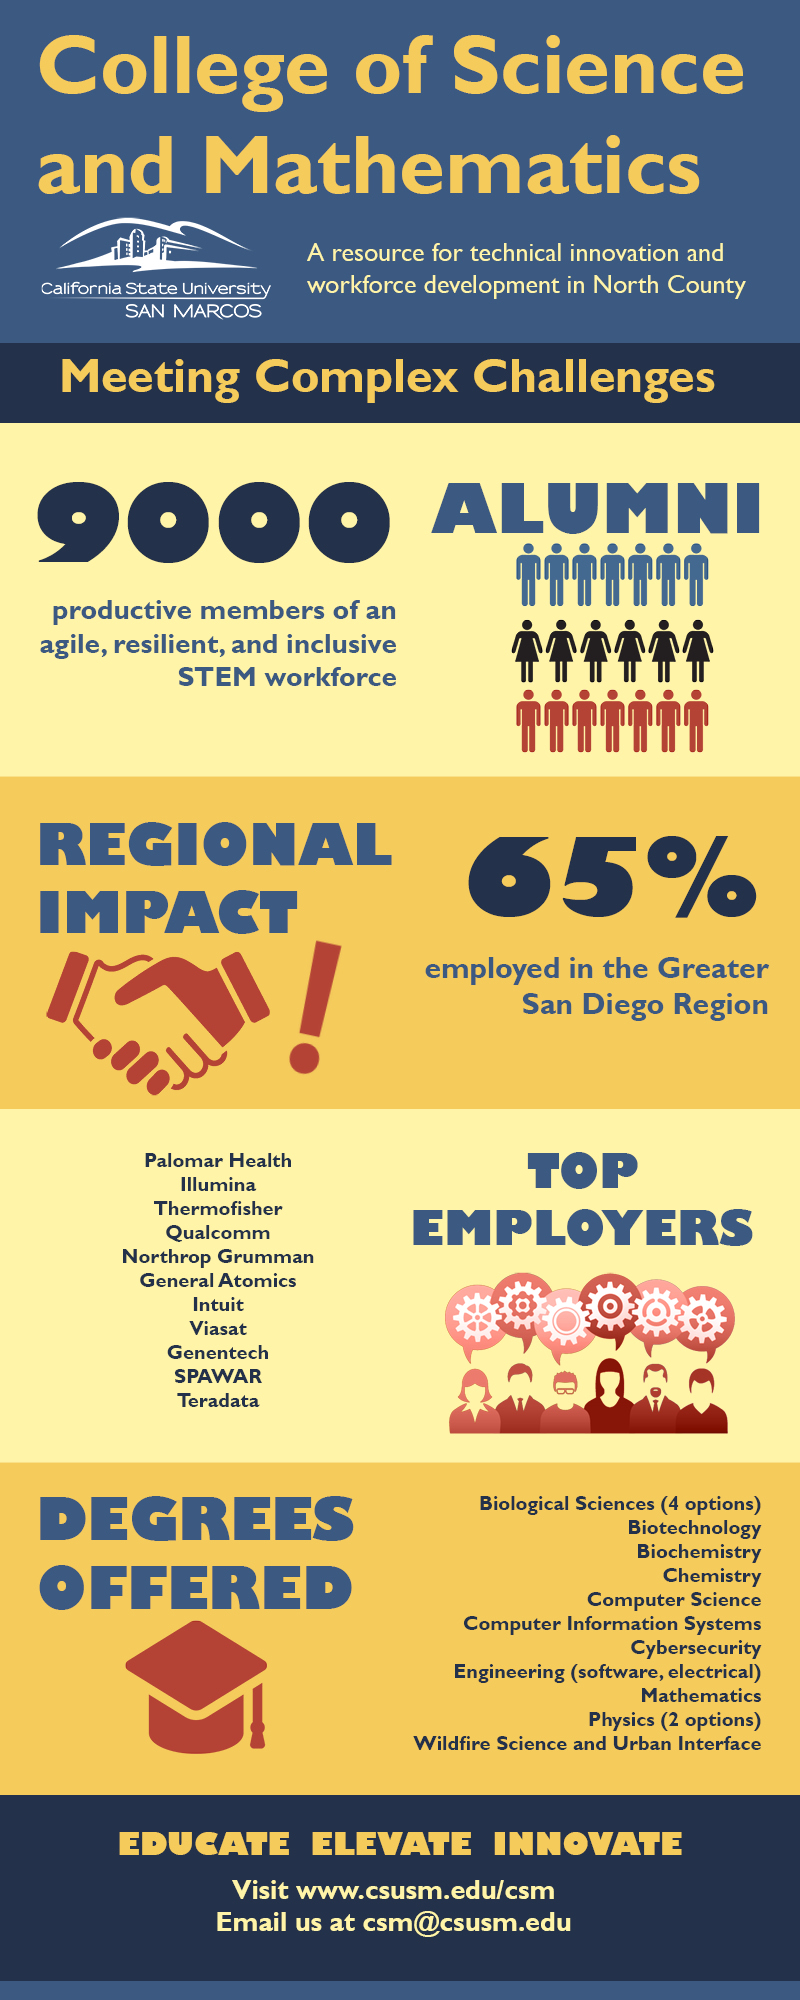 College of Science
and Mathematics
California State University
SAN MARCOS
A resource for technical innovation and
workforce development in North County
Meeting Complex Challenges
9000
productive members of an
agile, resilient, and inclusive
STEM workforce
ALUMNI
REGIONAL
IMPACT
!
65%
employed in the Greater
San Diego Region
Palomar Health
Illumina
Thermofisher
Qualcomm
Northrop Grumman
General Atomics
Intuit
Viasat
Genentech
SPAWAR
Teradata
TOP
EMPLOYERS
DEGREES
OFFERED
Biological Sciences (4 options)
Biotechnology
Biochemistry
Chemistry
Computer Science
Computer Information Systems
Cybersecurity
Engineering (software, electrical)
Mathematics
Physics (2 options)
Wildfire Science and Urban Interface
EDUCATE ELEVATE INNOVATE
Visit www.csusm.edu/csm
Email us at csm@csusm.edu